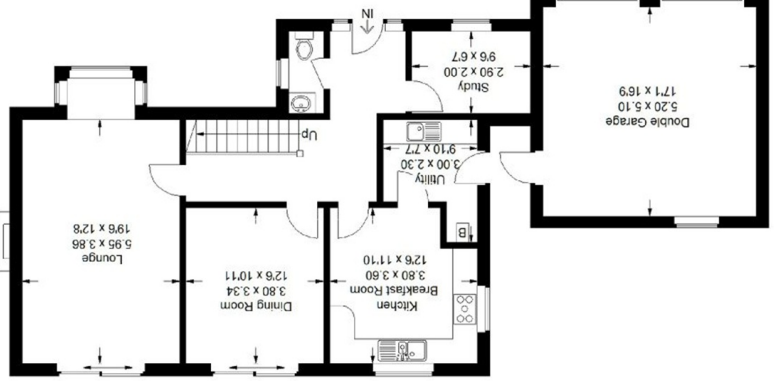 Kitchen
Breakfast Room
3.80 x 3.60
12'6 x 11'10
Dining Room
3.80 x 3.34
12'6 x 10'11
Lounge
5.95 x 3.86
19'6 x 12'8
B
Utility
3.00 x 2.30
9'10 x 7'7
Up
Double Garage
5.20 x 5.10
17'1 x 16'9
Study
2.90 x 2.00
9'6 x 6'7
IN